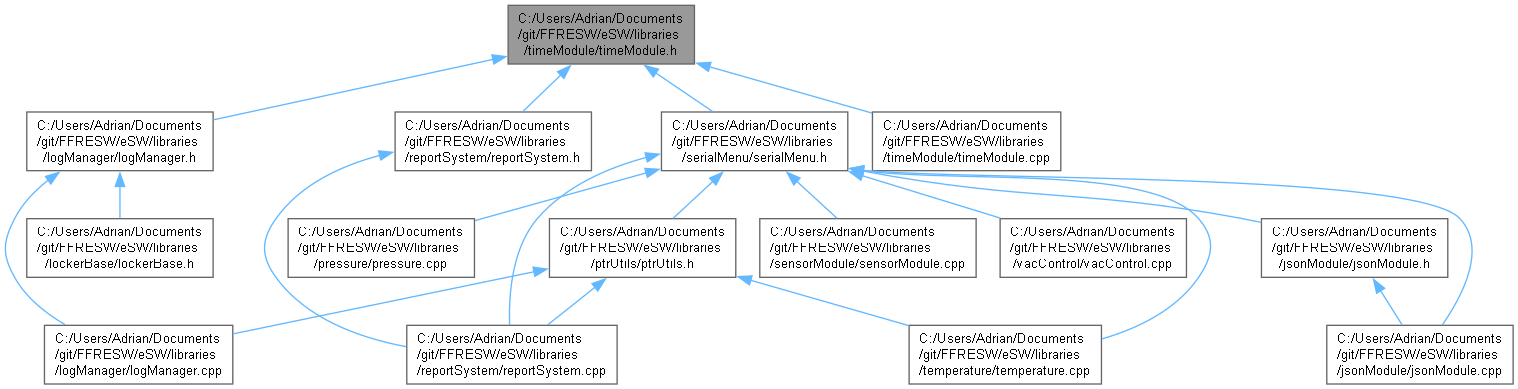 C:/Users/Adrian/Documents
/git/FFRESW/eSW/libraries
/timeModule/timeModule.h
C:/Users/Adrian/Documents
/git/FFRESW/eSW/libraries
/logManager/logManager.h
C:/Users/Adrian/Documents
/git/FFRESW/eSW/libraries
/reportSystem/reportSystem.h
C:/Users/Adrian/Documents
/git/FFRESW/eSW/libraries
/serialMenu/serialMenu.h
C:/Users/Adrian/Documents
/git/FFRESW/eSW/libraries
/timeModule/timeModule.cpp
C:/Users/Adrian/Documents
/git/FFRESW/eSW/libraries
/lockerBase/lockerBase.h
C:/Users/Adrian/Documents
/git/FFRESW/eSW/libraries
/pressure/pressure.cpp
C:/Users/Adrian/Documents
/git/FFRESW/eSW/libraries
/ptrUtils/ptrUtils.h
C:/Users/Adrian/Documents
/git/FFRESW/eSW/libraries
/sensorModule/sensorModule.cpp
C:/Users/Adrian/Documents
/git/FFRESW/eSW/libraries
/vacControl/vacControl.cpp
C:/Users/Adrian/Documents
/git/FFRESW/eSW/libraries
/jsonModule/jsonModule.h
C:/Users/Adrian/Documents
/git/FFRESW/eSW/libraries
/logManager/logManager.cpp
C:/Users/Adrian/Documents
/git/FFRESW/eSW/libraries
/reportSystem/reportSystem.cpp
C:/Users/Adrian/Documents
/git/FFRESW/eSW/libraries
/temperature/temperature.cpp
C:/Users/Adrian/Documents
/git/FFRESW/eSW/libraries
/jsonModule/jsonModule.cpp